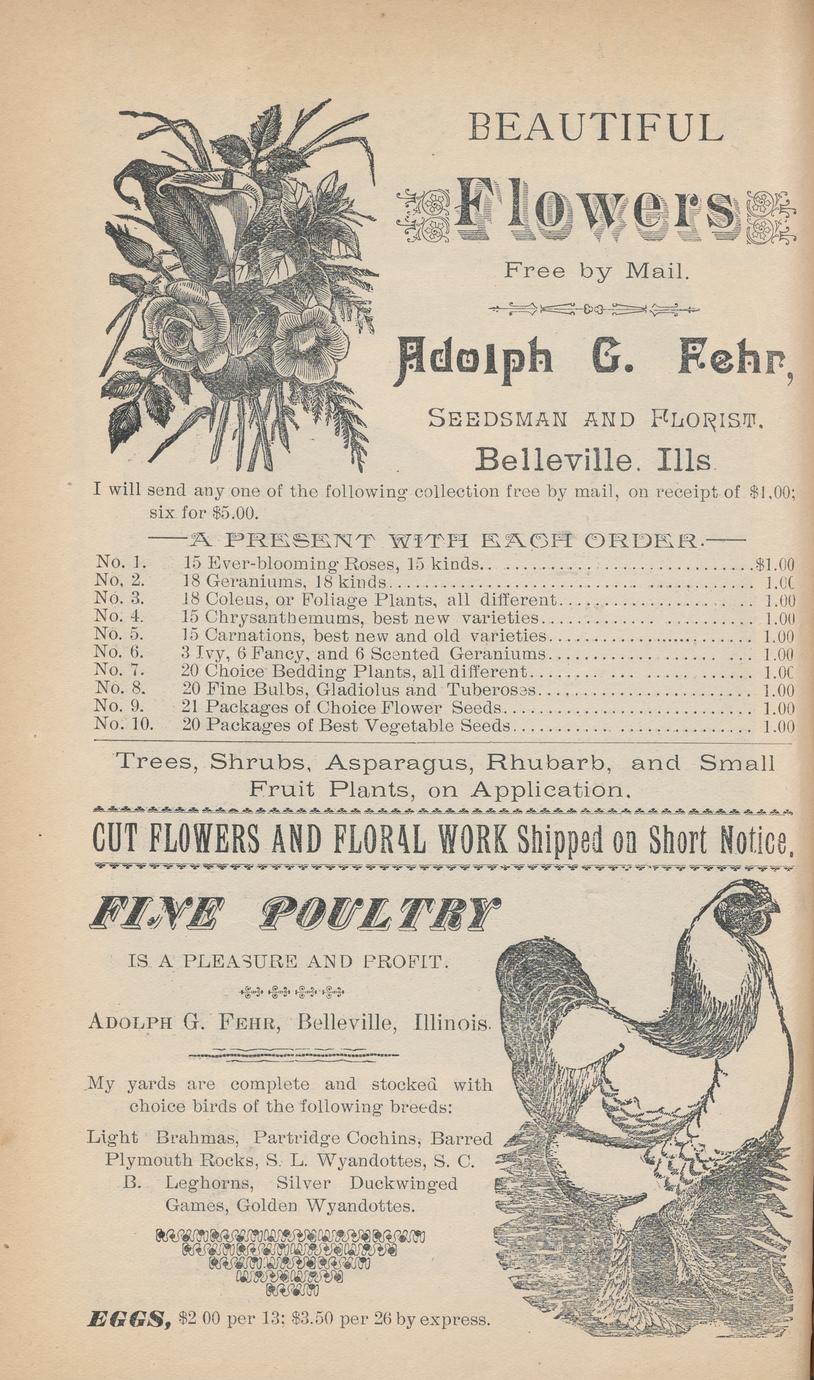 BEAUTIFUL
Flowers
Free by Mail.
Adolph G. Fehr,
SEEDSMAN AND FLORIST.
Belleville. Ills.
I will send any one of the following collection free by mail, on receipt of $1.00;
six for $5.00.
—A PRESENT WITH EACH ORDER.—
No. 1. 15 Ever-blooming Roses, 15 kinds.. ............................$1.00
No. 2. 18 Geraniums, 18 kinds............................................ 1.00
No. 3. 18 Coleus, or Foliage Plants, all different........................ 1.00
No. 4. 15 Chrysanthemums, best new varieties........................ 1.00
No. 5. 15 Carnations, best new and old varieties........................ 1.00
No. 6. 3 Ivy, 6 Fancy, and 6 Scented Geraniums........................ 1.00
No. 7. 20 Choice Bedding Plants, all different........................ 1.00
No. 8. 20 Fine Bulbs, Gladiolus and Tuberoses........................ 1.00
No. 9. 21 Packages of Choice Flower Seeds........................ 1.00
No. 10. 20 Packages of Best Vegetable Seeds........................ 1.00
Trees, Shrubs, Asparagus, Rhubarb, and Small
Fruit Plants, on Application.
CUT FLOWERS AND FLORAL WORK Shipped on Short Notice.
FINE POULTRY
IS A PLEASURE AND PROFIT.
ADOLPH G. FEHR, Belleville, Illinois.
My yards are complete and stocked with
choice birds of the following breeds:
Light Brahmas, Partridge Cochins, Barred
Plymouth Rocks, S. L. Wyandottes, S. C.
B. Leghorns, Silver Duckwinged
Games, Golden Wyandottes.
EGGS, $2 00 per 13; $3.50 per 26 by express.